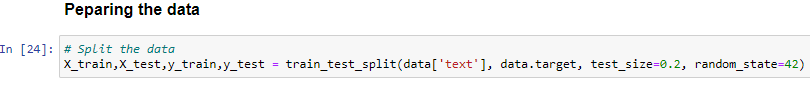 Peparing the data
In [24]:
# Split the data
X_train,X_test,y_train,y_test = train_test_split(data['text'], data.target, test_size=0.2, random_state=42)